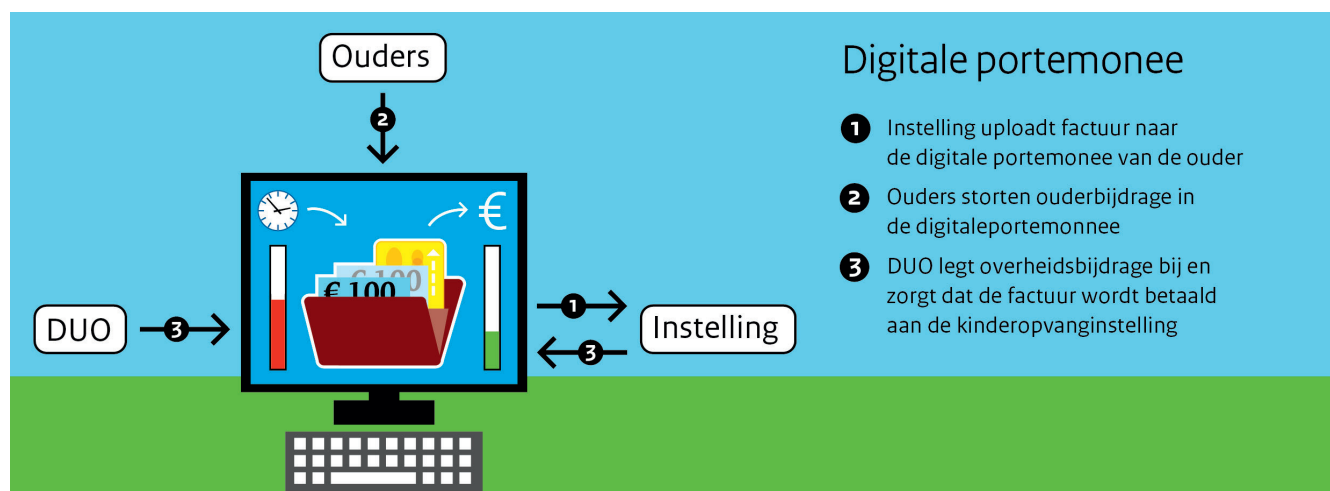 Ouders
2
€
€ 100
€ 100
DUO
3
1
3
Instelling
Digitale portemonee
1 Instelling uploadt factuur naar
de digitale portemonee van de ouder
2 Ouders storten ouderbijdrage in
de digitaleportemonnee
3 DUO legt overheidsbijdrage bij en
zorgt dat de factuur wordt betaald
aan de kinderopvanginstelling